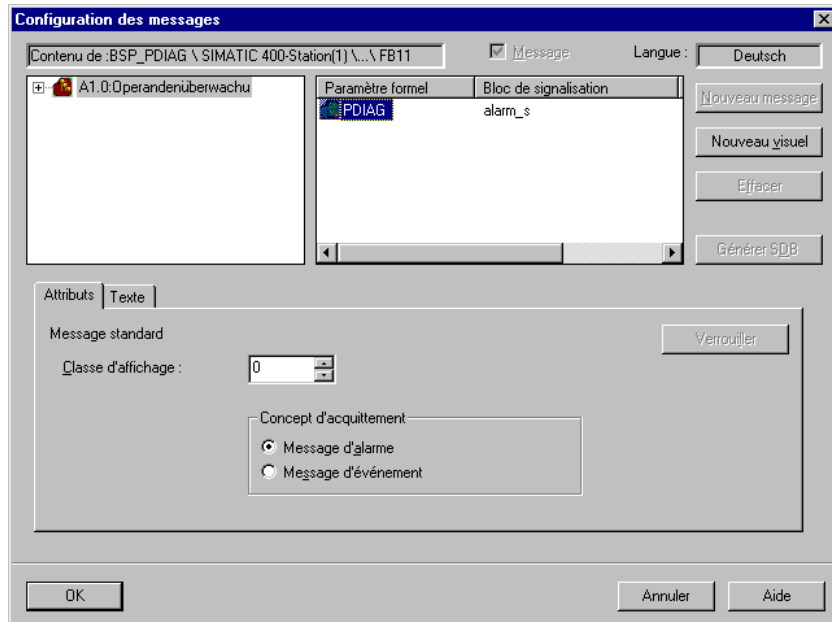 Configuration des messages
Contenu de :BSP_PDIAG \ SIMATIC 400-Station(1) \...\ FB11
Message
Langue :
Deutsch
A1.0:Operandenüberwachu
Paramètre formel
Bloc de signalisation
PDIAG
alarm_s
Nouveau message
Nouveau visuel
Effacer
Générer SDB
Attributs
Texte
Message standard
Verrouiller
Classe d'affichage :
0
Concept d'acquittement
Message d'alarme
Message d'événement
OK
Annuler
Aide